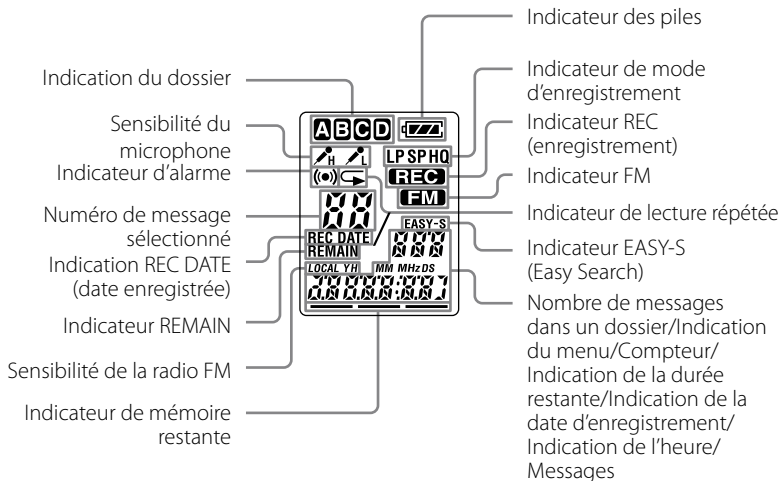 Indicateur des piles
Indication du dossier
Indicateur de mode
d'enregistrement
Sensibilité du
microphone
Indicateur REC
(enregistrement)
Indicateur d'alarme
Indicateur FM
Numéro de message
sélectionné
Indicateur de lecture répétée
Indication REC DATE
(date enregistrée)
Indicateur EASY-S
(Easy Search)
Indicateur REMAIN
Nombre de messages
dans un dossier/Indication
du menu/Compteur/
Indication de la durée
restante/Indication de la
date d'enregistrement/
Indication de l'heure/
Messages
Sensibilité de la radio FM
Indicateur de mémoire
restante
ABCD
H L LP SP HQ
REC
FM
EASY-S
REC DATE
REMAIN
LOCAL Y H MM MHz D S